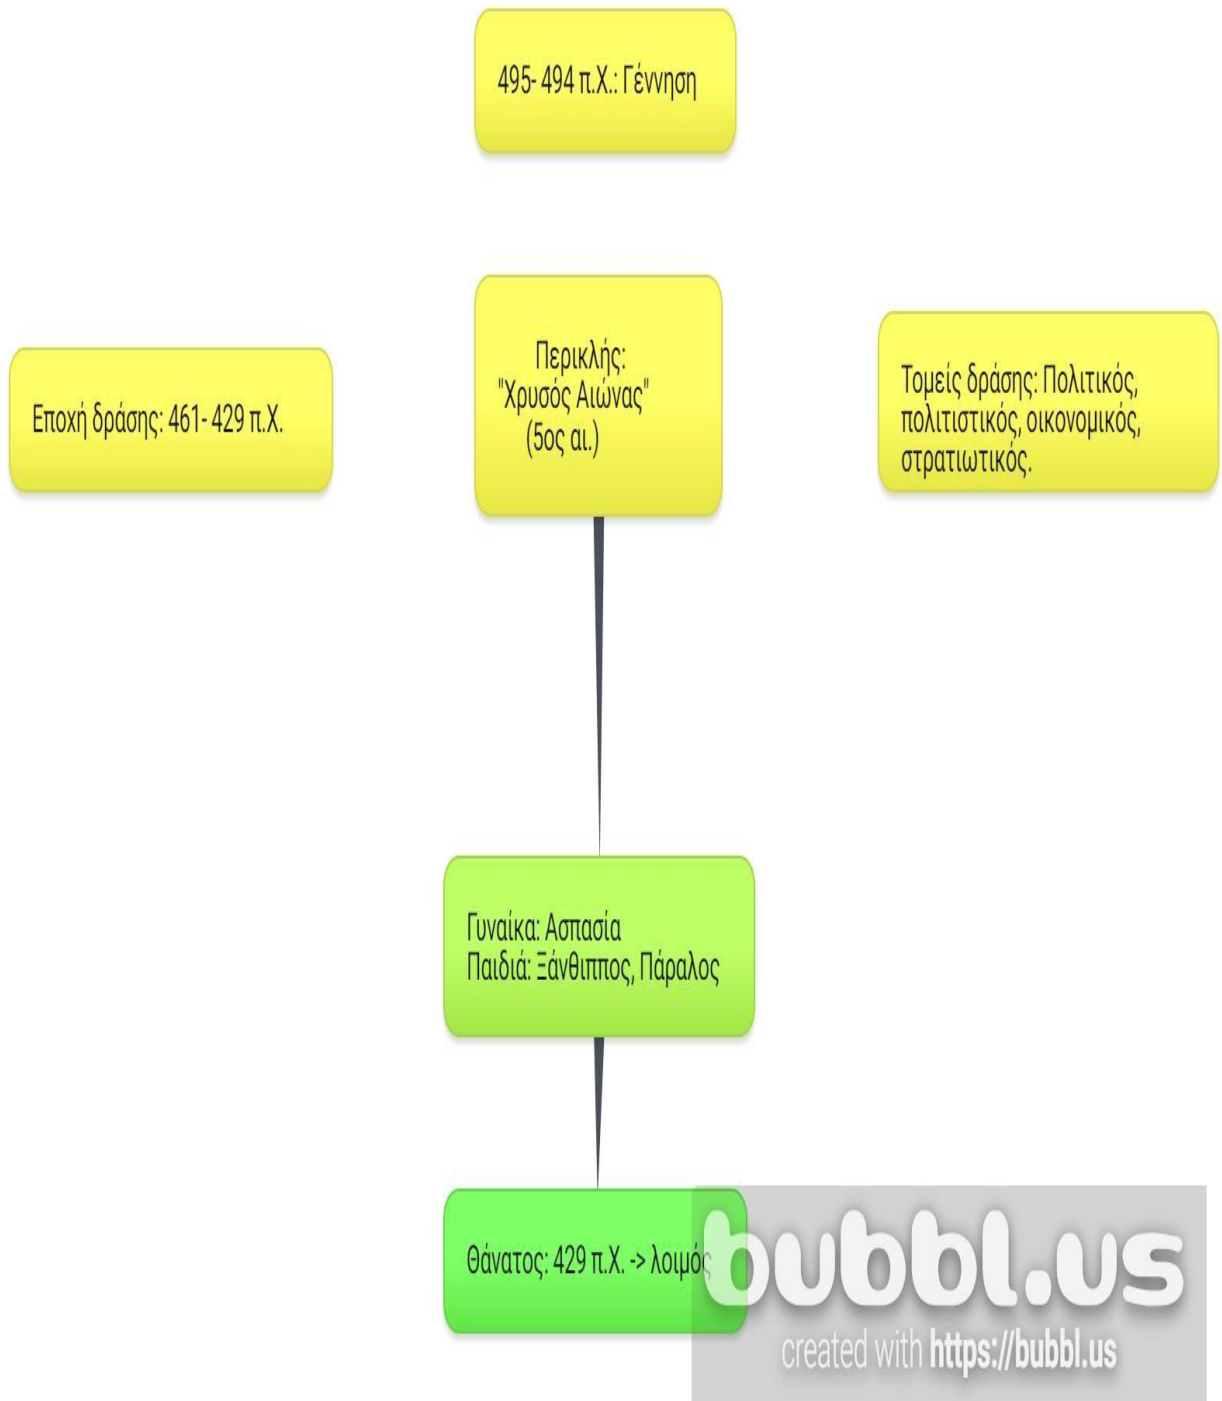 495- 494 π.Χ.: Γέννηση
Περικλής:
"Χρυσός Αιώνας"
(5ος αι.)
Εποχή δράσης: 461- 429 π.Χ.
Τομείς δράσης: Πολιτικός,
πολιτιστικός, οικονομικός,
στρατιωτικός.
Γυναίκα: Ασπασία
Παιδιά: Ξάνθιππος, Πάραλος
Θάνατος: 429 π.Χ. -> λοιμός
bubbl.us
created with https://bubbl.us